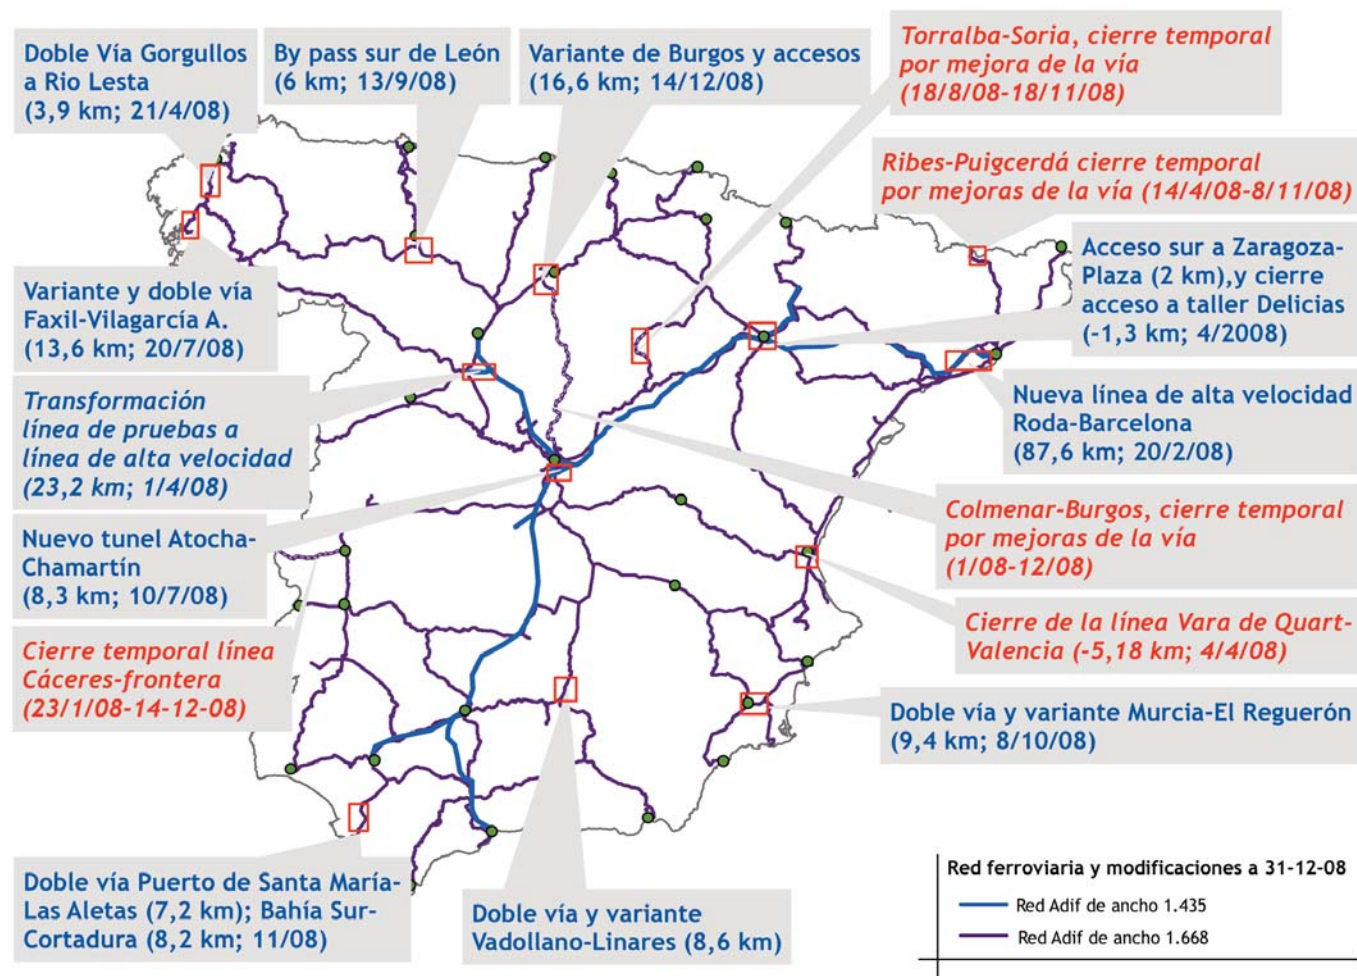 Doble Vía Gorgullos
a Rio Lesta
(3,9 km; 21/4/08)
By pass sur de León
(6 km; 13/9/08)
Variante de Burgos y accesos
(16,6 km; 14/12/08)
Torralba-Soria, cierre temporal
por mejora de la vía
(18/8/08-18/11/08)
Ribes-Puigcerdá cierre temporal
por mejoras de la vía (14/4/08-8/11/08)
Acceso sur a Zaragoza-
Plaza (2 km),y cierre
acceso a taller Delicias
(-1,3 km; 4/2008)
Variante y doble vía
Faxil-Vilagarcía A.
(13,6 km; 20/7/08)
Transformación
línea de pruebas a
línea de alta velocidad
(23,2 km; 1/4/08)
Nueva línea de alta velocidad
Roda-Barcelona
(87,6 km; 20/2/08)
Nuevo tunel Atocha-
Chamartín
(8,3 km; 10/7/08)
Colmenar-Burgos, cierre temporal
por mejoras de la vía
(1/08-12/08)
Cierre temporal línea
Cáceres-frontera
(23/1/08-14-12-08)
Cierre de la línea Vara de Quart-
Valencia (-5,18 km; 4/4/08)
Doble vía y variante Murcia-El Reguerón
(9,4 km; 8/10/08)
Doble vía Puerto de Santa María-
Las Aletas (7,2 km); Bahía Sur-
Cortadura (8,2 km; 11/08)
Doble vía y variante
Vadollano-Linares (8,6 km)
Red ferroviaria y modificaciones a 31-12-08
Red Adif de ancho 1.435
Red Adif de ancho 1.668